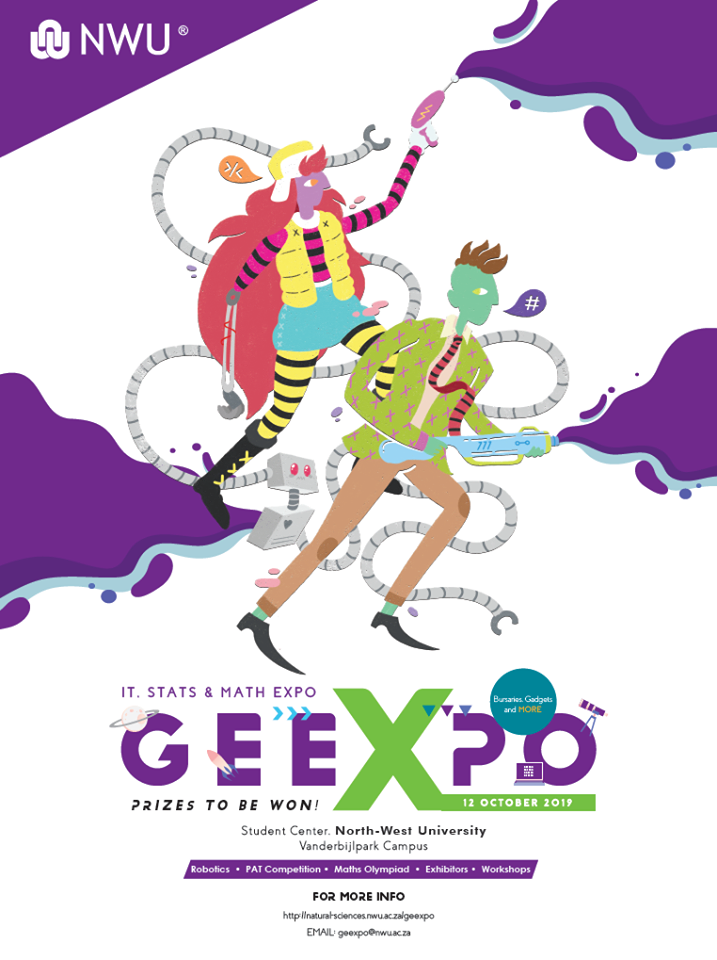 NWU®
#
IT, STATS & MATH EXPO
Bursaries, Gadgets
and MORE
GEEXPO
PRIZES TO BE WON!
12 OCTOBER 2019
Student Center, North-West University
Vanderbijlpark Campus
Robotics • PAT Competition • Maths Olympiad • Exhibitors • Workshops
FOR MORE INFO
http://natural-sciences.nwu.ac.za/geexpo
EMAIL: geexpo@nwu.ac.za